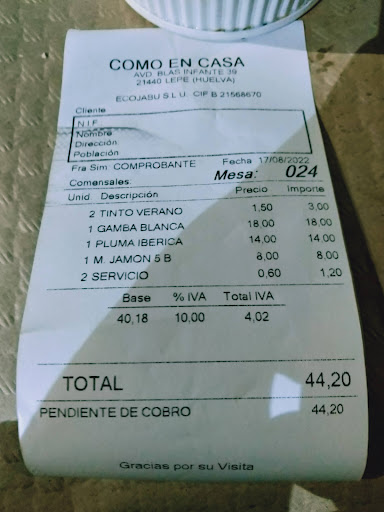 COMO EN CASA
AVD. BLAS INFANTE 39
21440 LEPE (HUELVA)
ECOJABU S.L.U. CIF B 21568670
Cliente
N.I.F.
Nombre
Dirección
Población
Fra Sim COMPROBANTE Fecha 17/08/2022
Comensales: Mesa: 024
Unid Descripción Precio Importe
2 TINTO VERANO 1,50 3,00
1 GAMBA BLANCA 18,00 18,00
1 PLUMA IBERICA 14,00 14,00
1 M. JAMON 5 B 8,00 8,00
2 SERVICIO 0,60 1,20
Base % IVA Total IVA
40,18 10,00 4,02
TOTAL 44,20
PENDIENTE DE COBRO 44,20
Gracias por su Visita